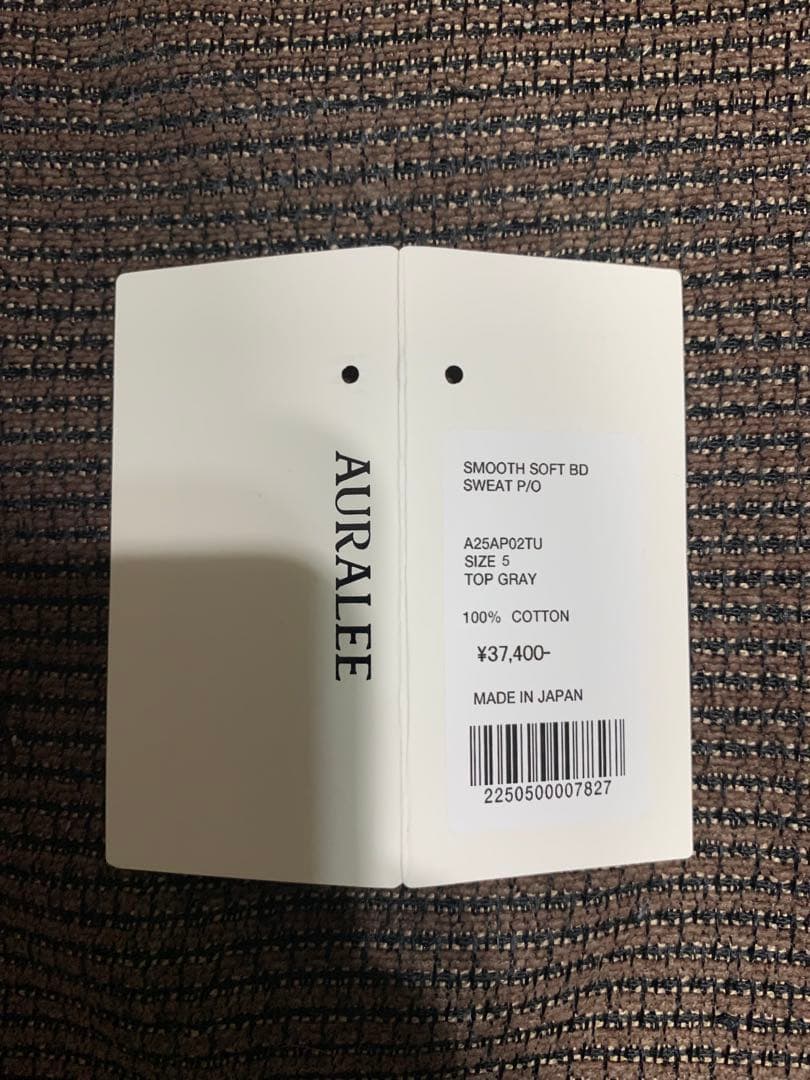 AURALEE
SMOOTH SOFT BD
SWEAT P/O
A25AP02TU
SIZE 5
TOP GRAY
100% COTTON
¥37,400-
MADE IN JAPAN
2250500007827